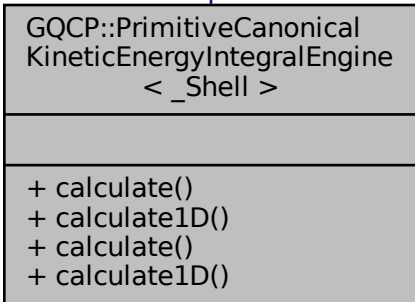 GQCP::PrimitiveCanonical
KineticEnergyIntegralEngine
< _Shell >
+ calculate()
+ calculate1D()
+ calculate()
+ calculate1D()